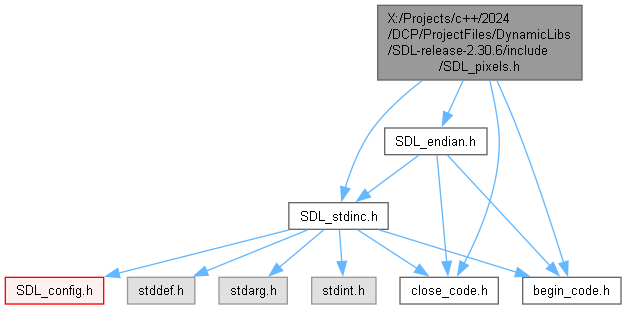 X:/Projects/c++/2024
/DCP/ProjectFiles/DynamicLibs
/SDL-release-2.30.6/include
/SDL_pixels.h
SDL_endian.h
SDL_stdinc.h
SDL_config.h
stddef.h
stdarg.h
stdint.h
close_code.h
begin_code.h